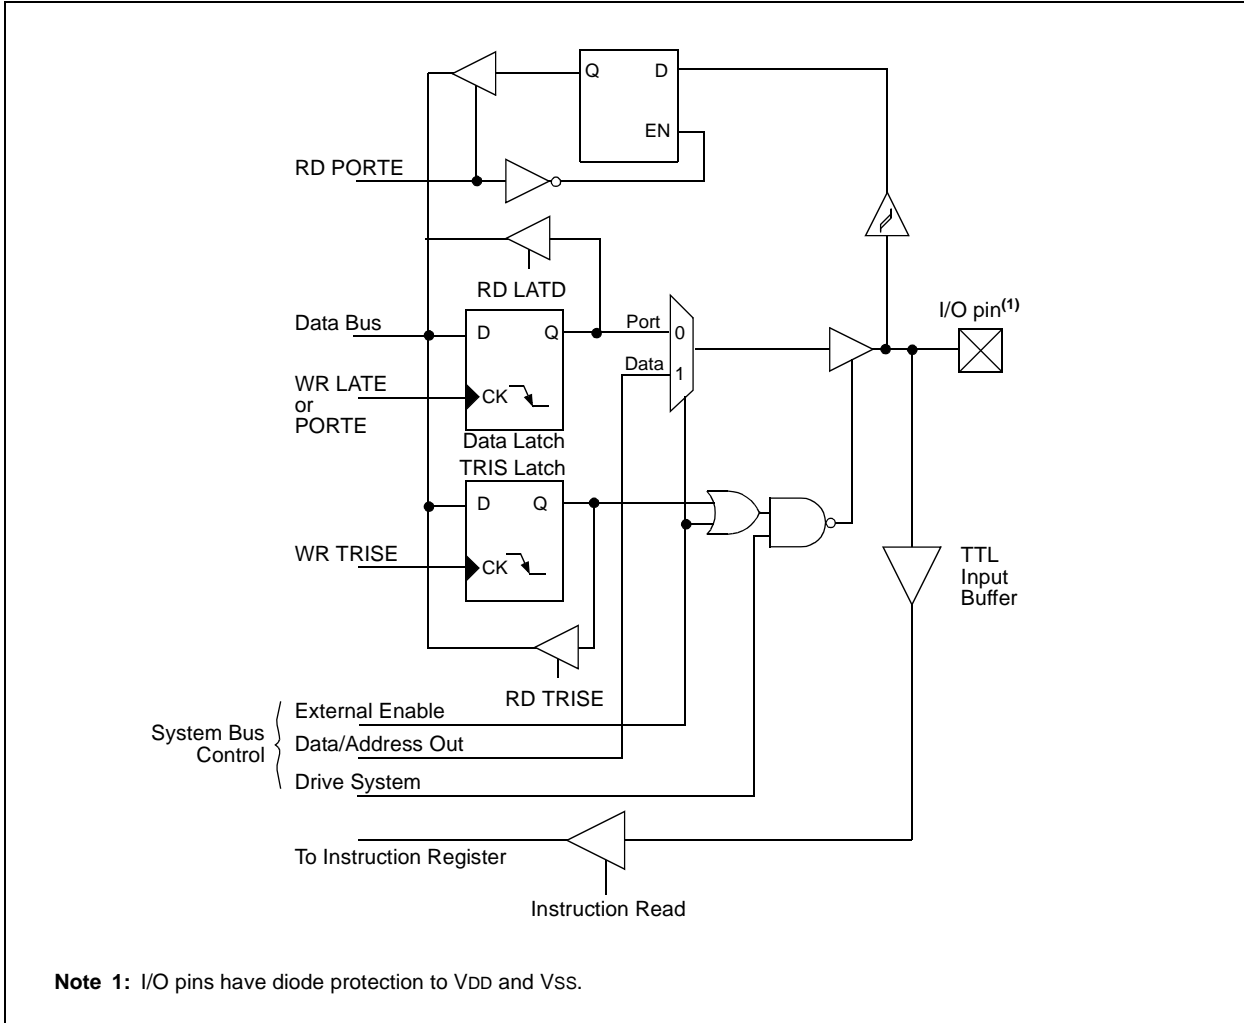 Q D
EN
RD PORTE
RD LATD
I/O pin(1)
Data Bus
D Q
Port 0
Data 1
WR LATE
or
PORTE
CK
Data Latch
TRIS Latch
D Q
WR TRISE
CK
TTL
Input
Buffer
RD TRISE
System Bus
Control
External Enable
Data/Address Out
Drive System
To Instruction Register
Instruction Read
Note 1: I/O pins have diode protection to VDD and VSS.